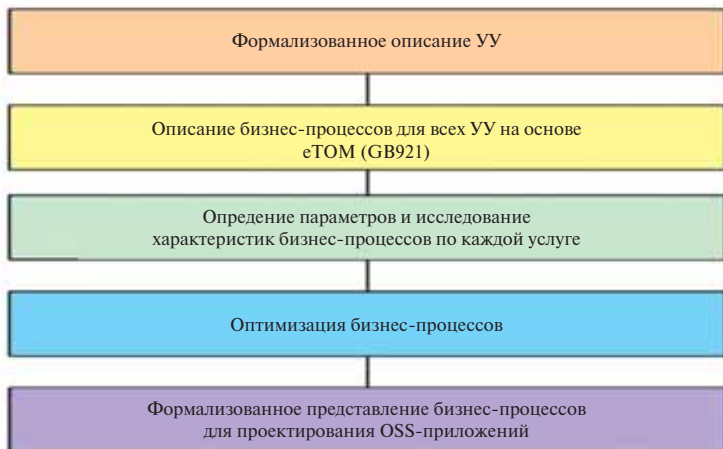 Формализованное описание УУ
Описание бизнес-процессов для всех УУ на основе
eTOM (GB921)
Опредение параметров и исследование
характеристик бизнес-процессов по каждой услуге
Оптимизация бизнес-процессов
Формализованное представление бизнес-процессов
для проектирования OSS-приложений